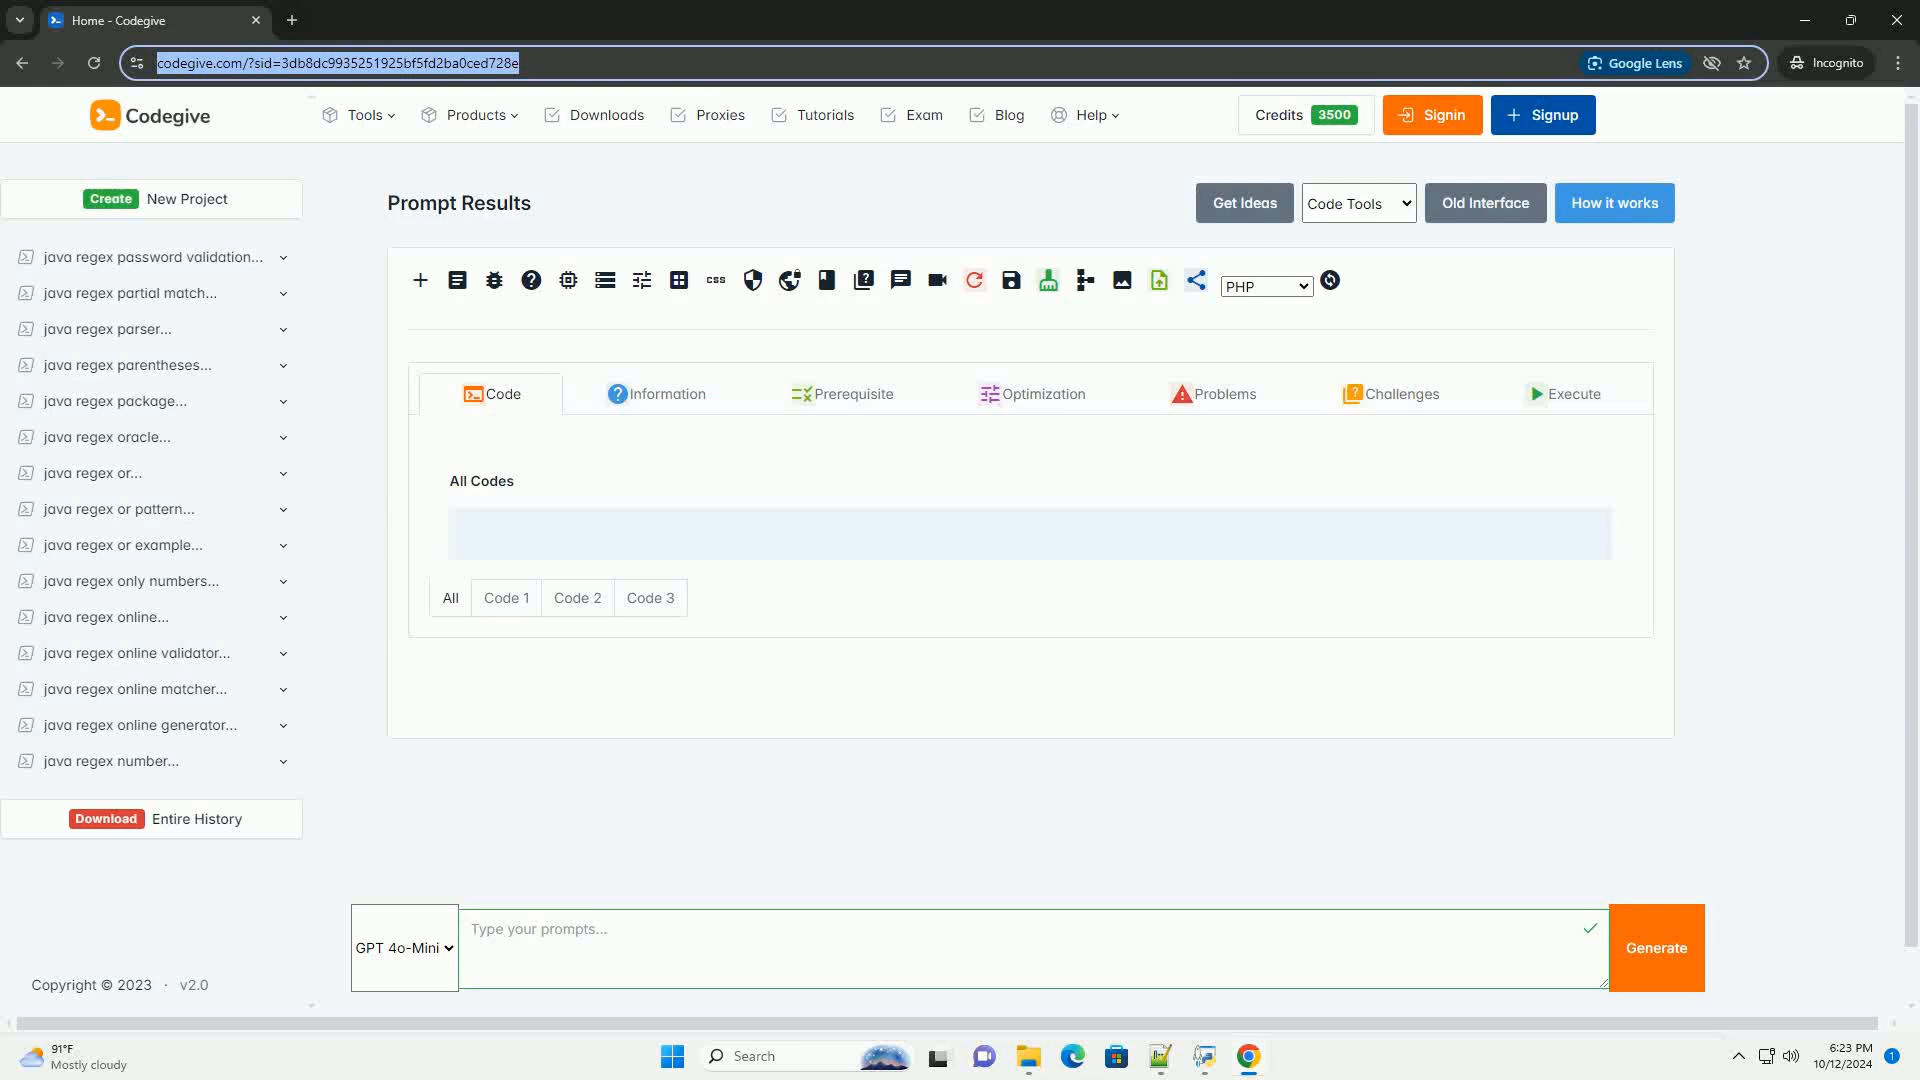 Home - Codegive
codegive.com/?sid=3db8dc9935251925bf5fd2ba0ced728e
Google Lens
Incognito
Codegive
Tools
Products
Downloads
Proxies
Tutorials
Exam
Blog
Help
Credits 3500
Signin
Signup
Create New Project
Prompt Results
Get Ideas
Code Tools
Old Interface
How it works
java regex password validation...
java regex partial match...
java regex parser...
java regex parentheses...
java regex package...
java regex oracle...
java regex or...
java regex or pattern...
java regex or example...
java regex only numbers...
java regex online...
java regex online validator...
java regex online matcher...
java regex online generator...
java regex number...
Download Entire History
css
PHP
Code
Information
Prerequisite
Optimization
Problems
Challenges
Execute
All Codes
All
Code 1
Code 2
Code 3
GPT 4o-Mini
Type your prompts...
Generate
Copyright © 2023 · v2.0
91°F
Mostly cloudy
Search
6:23 PM
10/12/2024
1